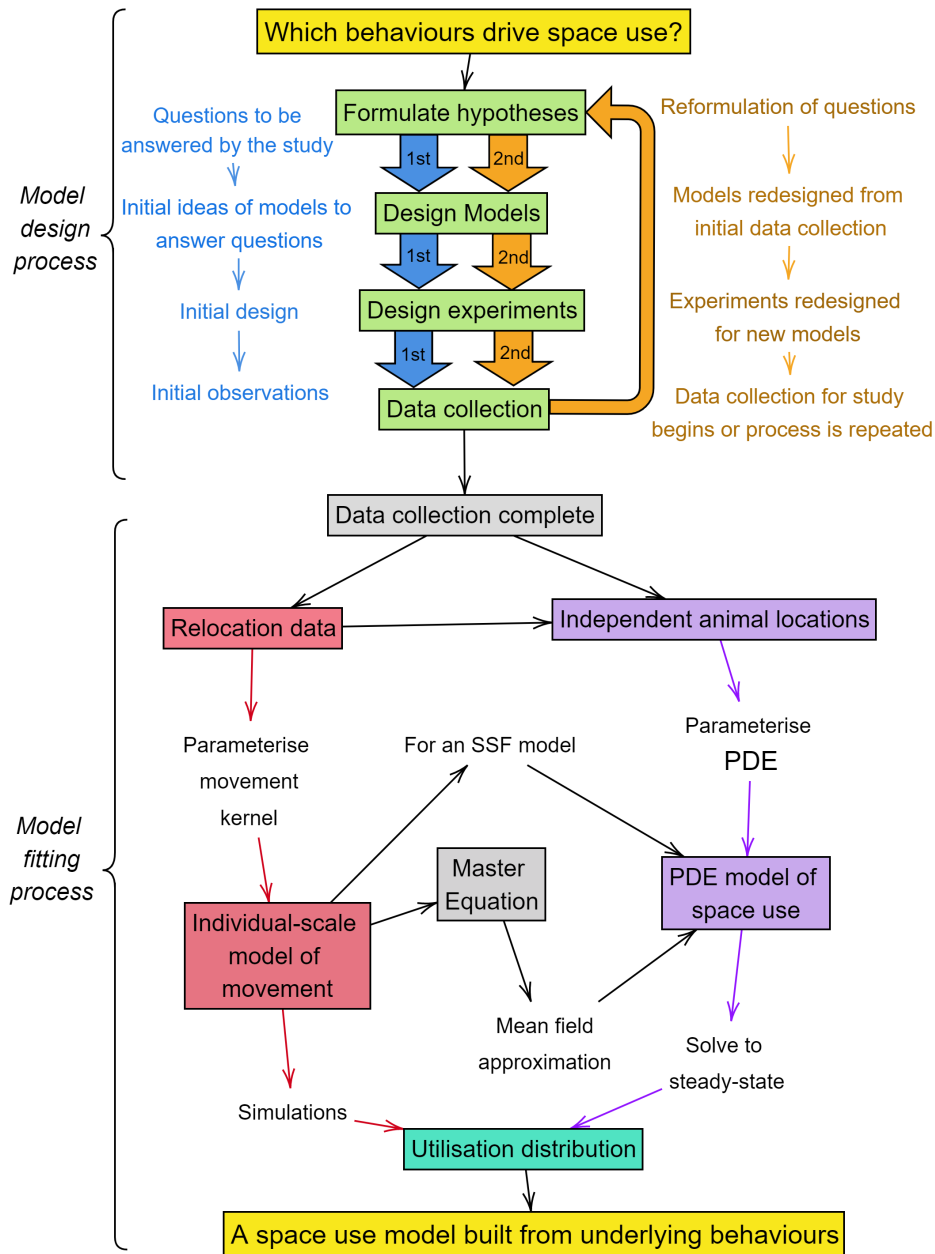 Which behaviours drive space use?
Formulate hypotheses
Questions to be
answered by the study
Reformulation of questions
1st
2nd
Model
design
process
Initial ideas of models to
answer questions
Design Models
Models redesigned from
initial data collection
1st
2nd
Initial design
Design experiments
Experiments redesigned
for new models
1st
2nd
Initial observations
Data collection
Data collection for study
begins or process is repeated
Data collection complete
Relocation data
Independent animal locations
Parameterise
movement
kernel
For an SSF model
Parameterise
PDE
Model
fitting
process
Master
Equation
PDE model of
space use
Individual-scale
model of
movement
Mean field
approximation
Solve to
steady-state
Simulations
Utilisation distribution
A space use model built from underlying behaviours